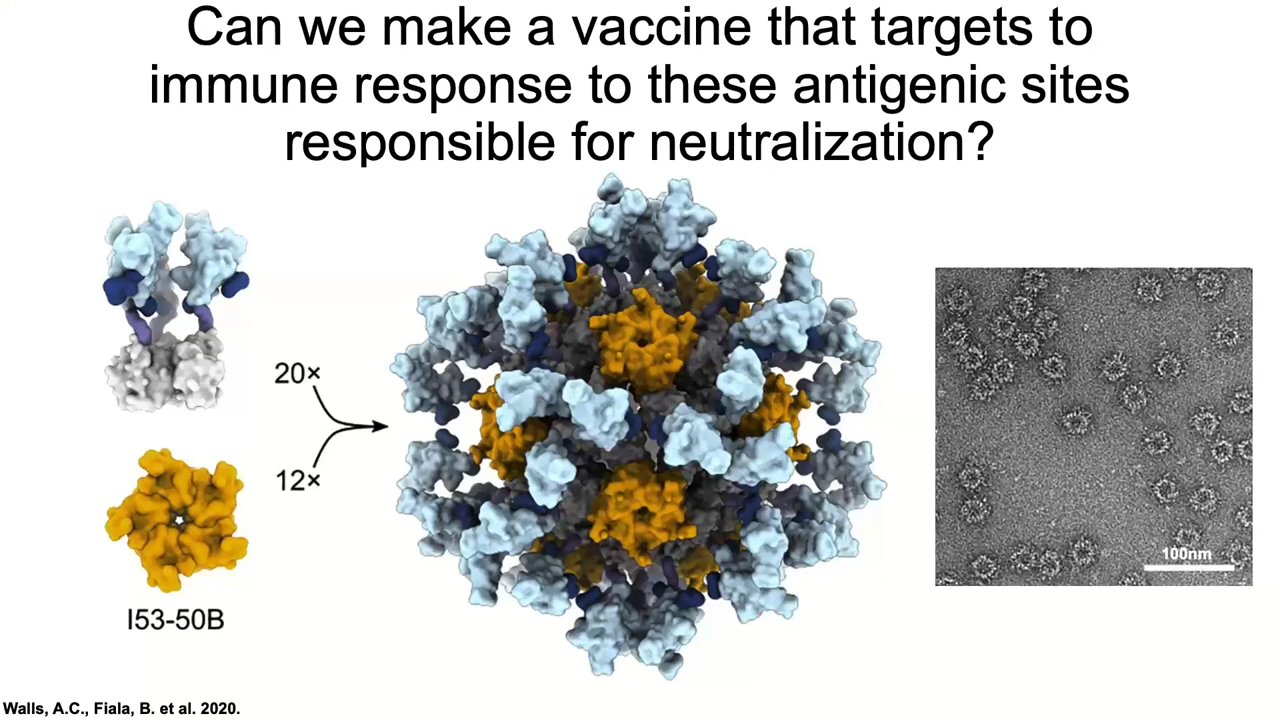 Can we make a vaccine that targets to
immune response to these antigenic sites
responsible for neutralization?
20×
12×
I53-50B
100nm
Walls, A.C., Fiala, B. et al. 2020.